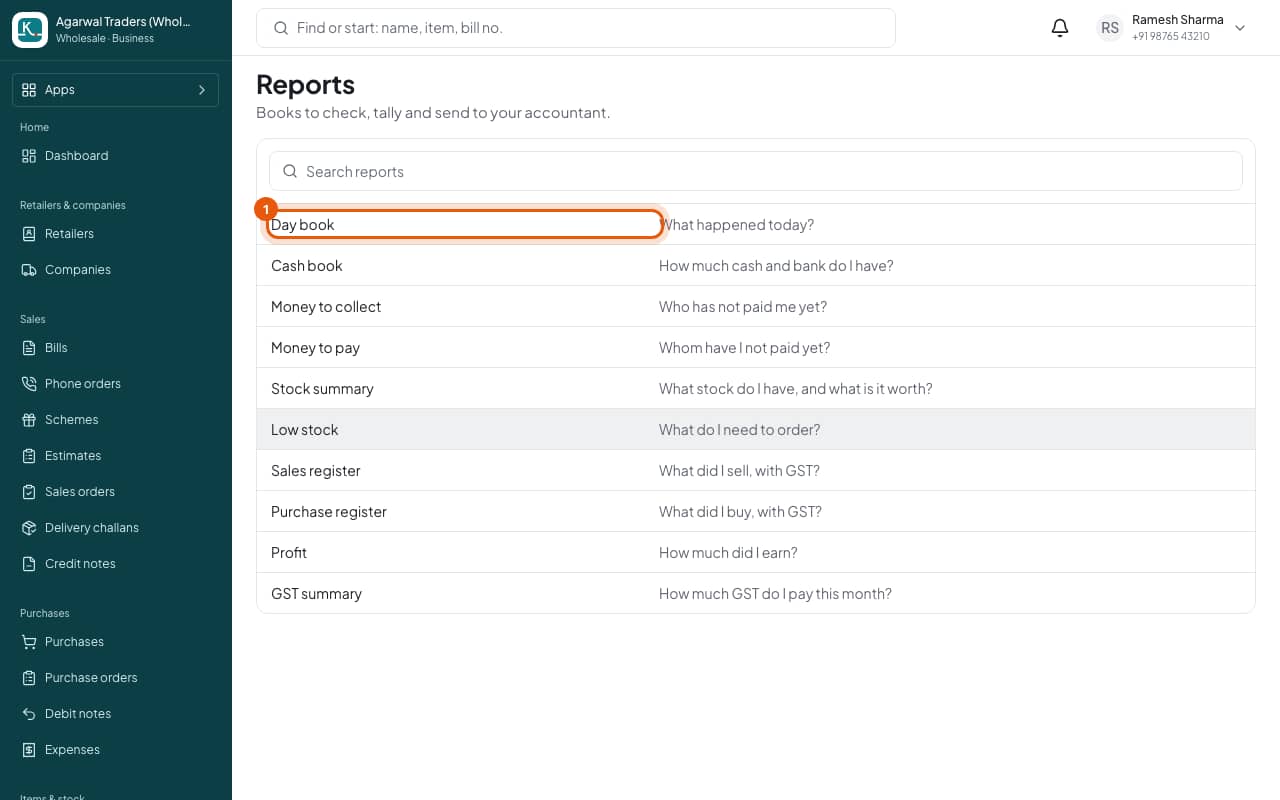 Agarwal Traders (Whol...
Wholesale · Business
Find or start: name, item, bill no.
RS
Ramesh Sharma
+91 98765 43210
Apps
Home
Dashboard
Retailers & companies
Retailers
Companies
Sales
Bills
Phone orders
Schemes
Estimates
Sales orders
Delivery challans
Credit notes
Purchases
Purchases
Purchase orders
Debit notes
Expenses
Items & stock
Reports
Books to check, tally and send to your accountant.
Search reports
1
Day book What happened today?
Cash book How much cash and bank do I have?
Money to collect Who has not paid me yet?
Money to pay Whom have I not paid yet?
Stock summary What stock do I have, and what is it worth?
Low stock What do I need to order?
Sales register What did I sell, with GST?
Purchase register What did I buy, with GST?
Profit How much did I earn?
GST summary How much GST do I pay this month?